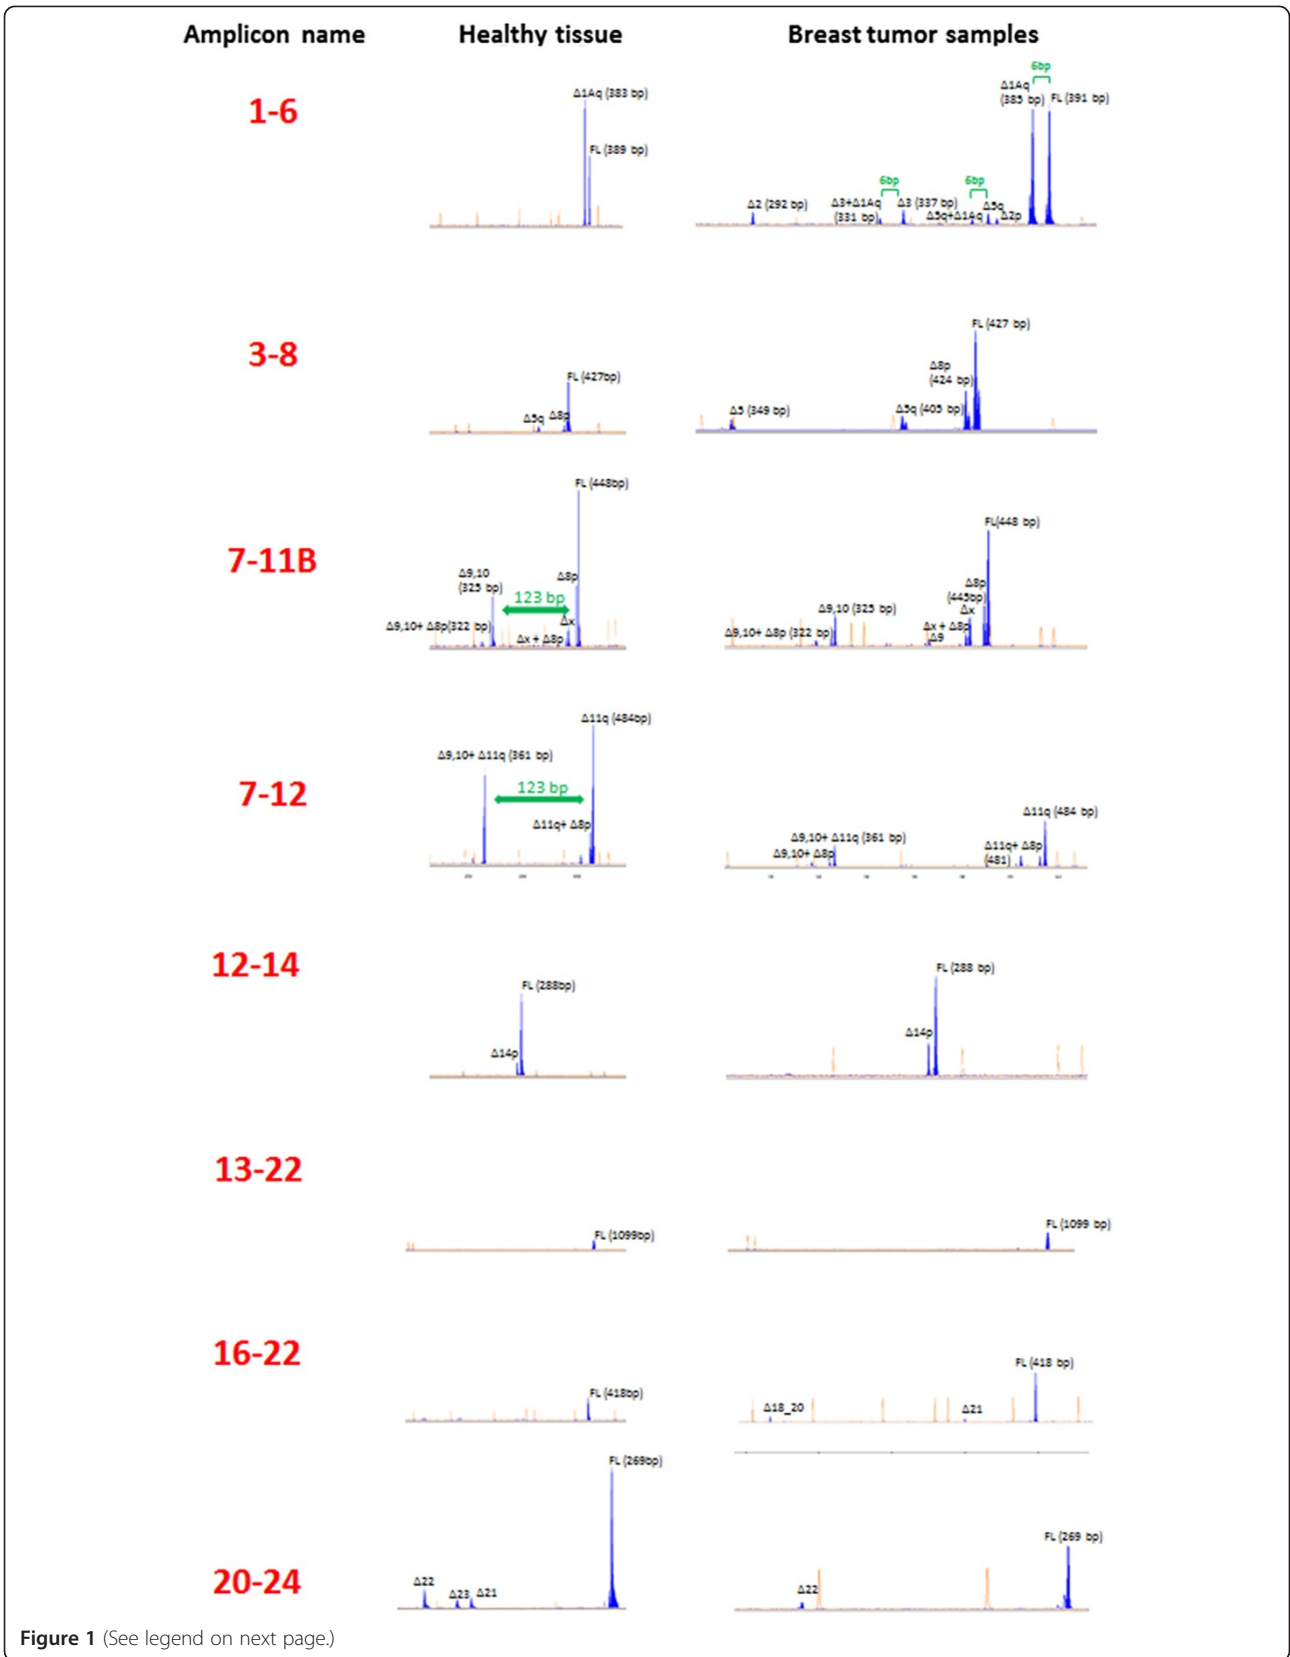 Amplicon name Healthy tissue Breast tumor samples
1-6
Δ1Aq (383 bp)
FL (389 bp)
6bp
Δ1Aq
(385 bp)
FL (391 bp)
Δ2 (292 bp)
6bp
Δ3+Δ1Aq
(331 bp)
Δ3 (337 bp)
6bp
Δ5q+Δ1Aq
Δ5q
Δ2p
3-8
FL (427bp)
Δ5q
Δ8p
FL (427 bp)
Δ8p
(424 bp)
Δ5 (349 bp)
Δ5q (405 bp)
7-11B
FL (448bp)
Δ9,10
(325 bp)
Δ8p
123 bp
Δ9,10+ Δ8p(322 bp)
Δx
Δx + Δ8p
FL(448 bp)
Δ8p
(445bp)
Δx
Δ9,10 (325 bp)
Δx + Δ8p
Δ9,10+ Δ8p (322 bp)
Δ9
7-12
Δ11q (484bp)
Δ9,10+ Δ11q (361 bp)
123 bp
Δ11q+ Δ8p
Δ11q (484 bp)
Δ9,10+ Δ11q (361 bp)
Δ9,10+ Δ8p
Δ11q+ Δ8p
(481)
12-14
FL (288bp)
Δ14p
FL (288 bp)
Δ14p
13-22
FL (1099bp)
FL (1099 bp)
16-22
FL (418bp)
FL (418 bp)
Δ18_20
Δ21
20-24
FL (269bp)
Δ22
Δ23
Δ21
FL (269 bp)
Δ22
Figure 1 (See legend on next page.)